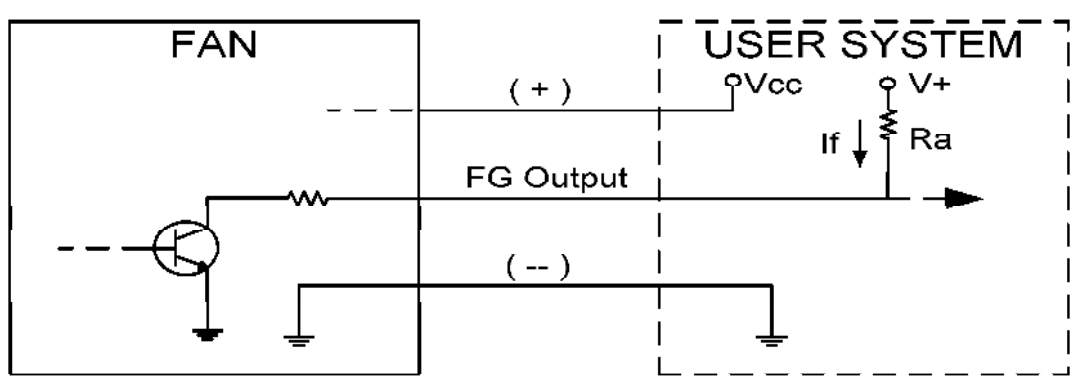 FAN
USER SYSTEM
( + )
Vcc
V+
If
Ra
FG Output
( -- )